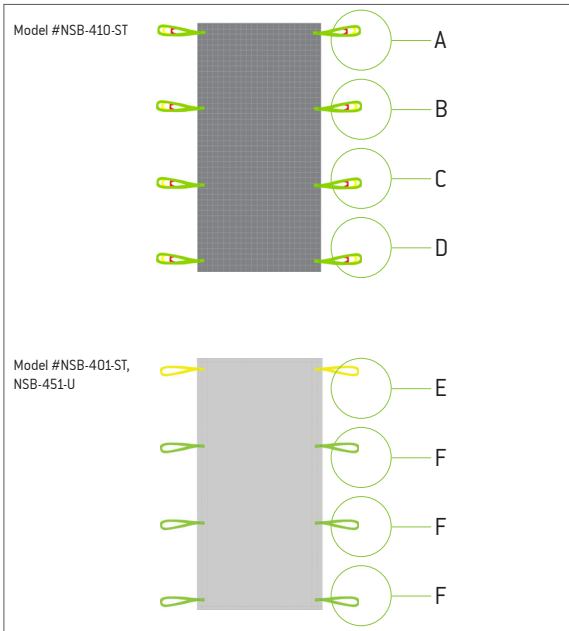 Model #NSB-410-ST
A
B
C
D
Model #NSB-401-ST,
NSB-451-U
E
F
F
F